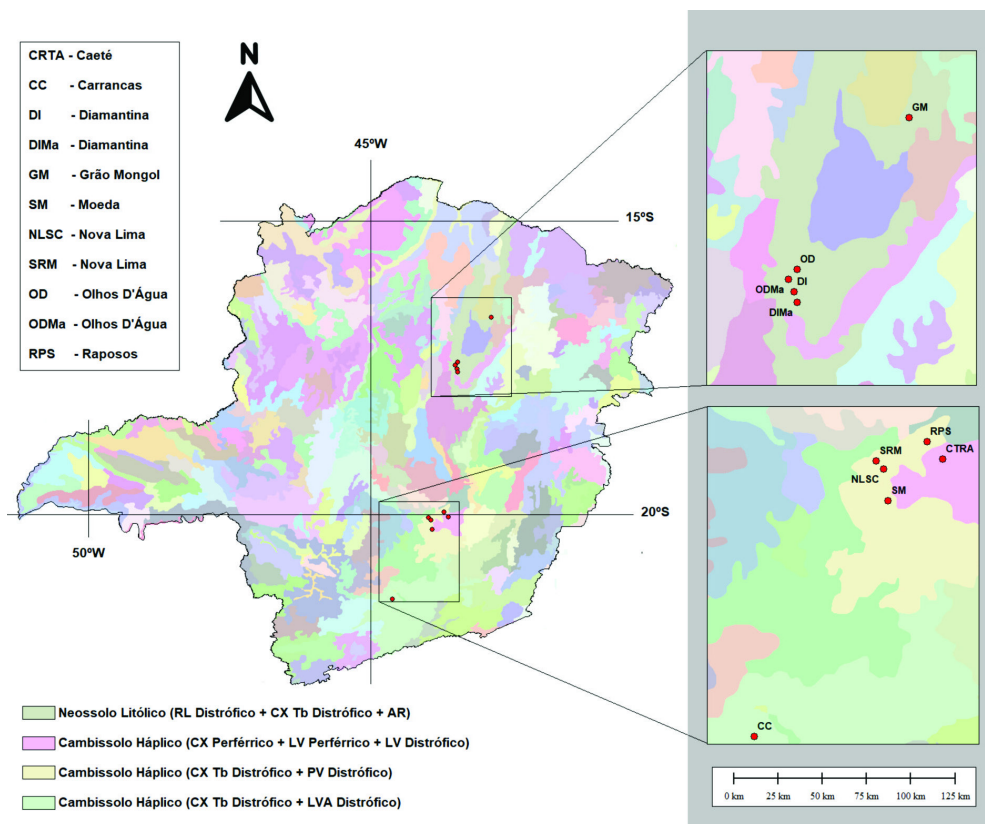 CRTA - Caeté
CC - Carrancas
DI - Diamantina
DIMa - Diamantina
GM - Grão Mongol
SM - Moeda
NLSC - Nova Lima
SRM - Nova Lima
OD - Olhos D'Água
ODMa - Olhos D'Água
RPS - Raposos
N
45ºW
15ºS
20ºS
50ºW
GM
OD
DI
ODMa
DIMa
RPS
CTRA
SRM
NLSC
SM
CC
Neossolo Litólico (RL Distrófico + CX Tb Distrófico + AR)
Cambissolo Háplico (CX Perférrico + LV Perférrico + LV Distrófico)
Cambissolo Háplico (CX Tb Distrófico + PV Distrófico)
Cambissolo Háplico (CX Tb Distrófico + LVA Distrófico)
0 km 25 km 50 km 75 km 100 km 125 km